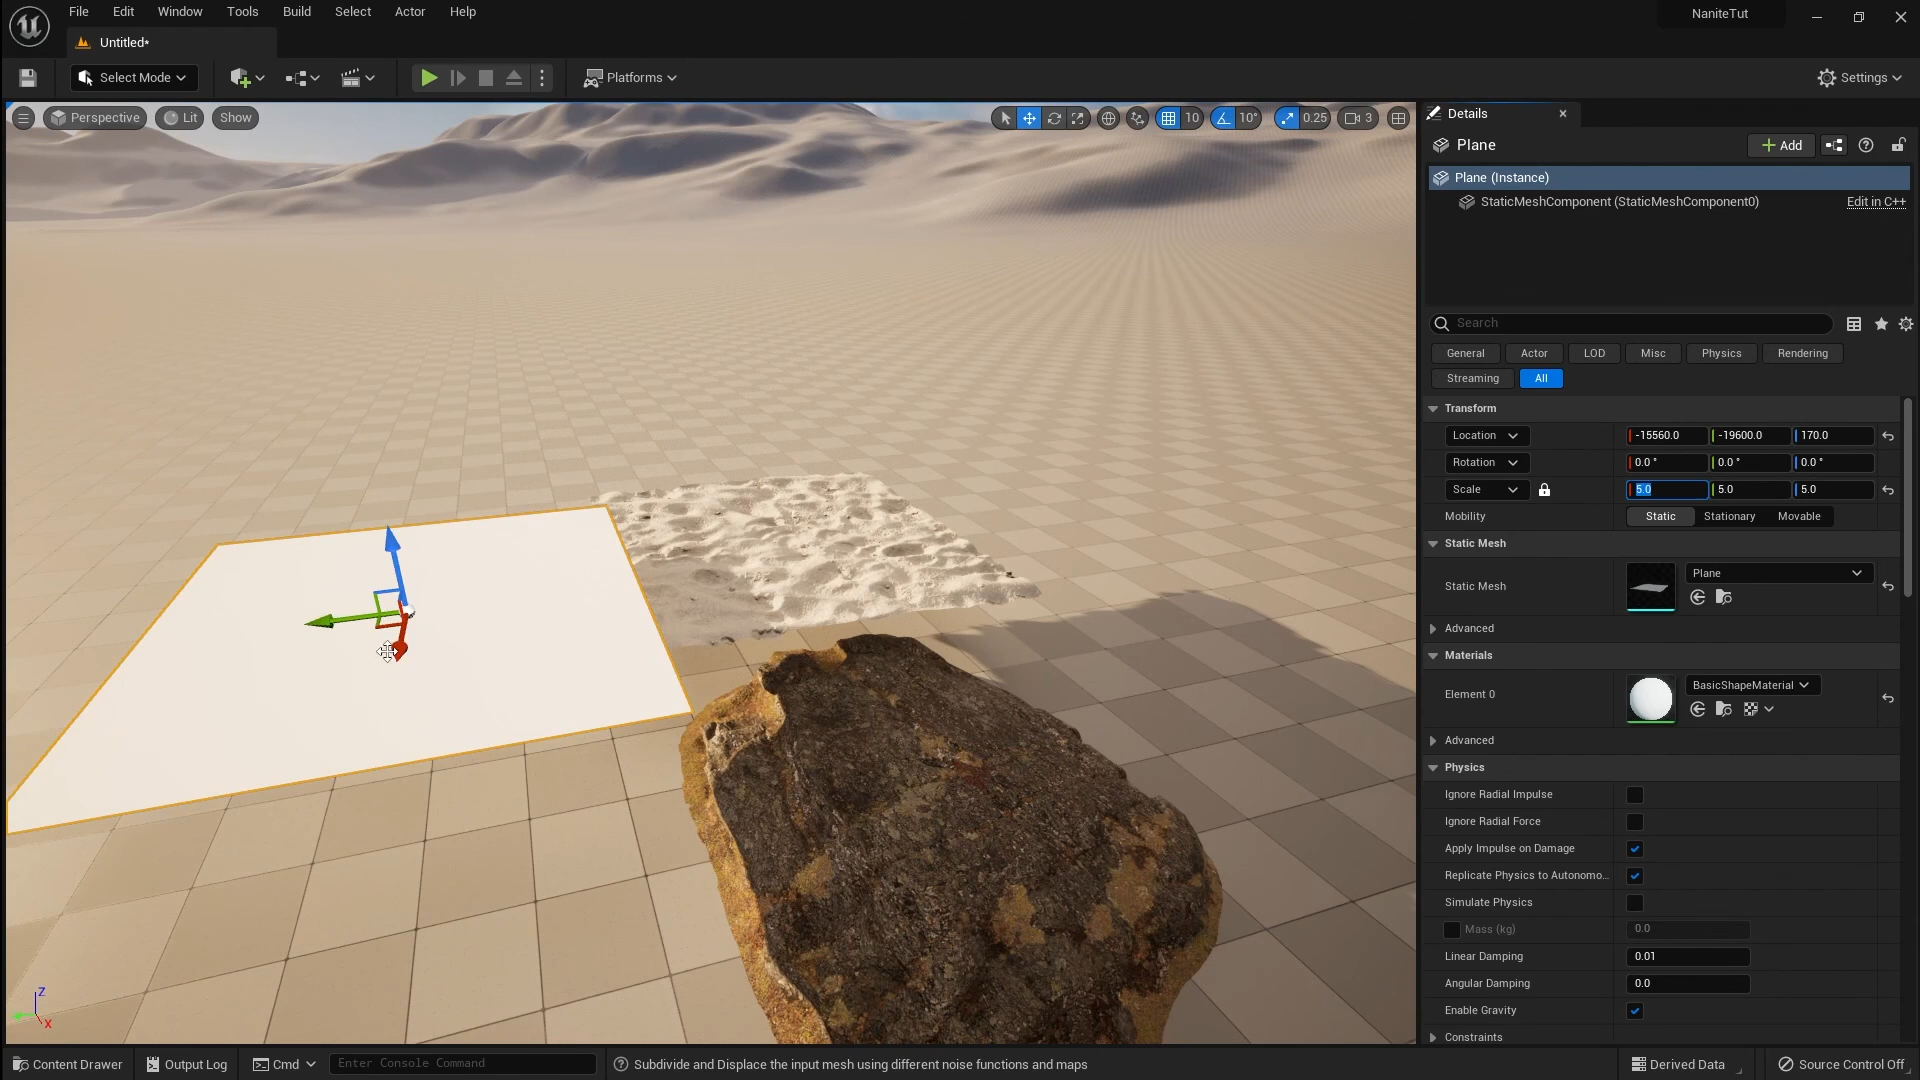 File Edit Window Tools Build Select Actor Help
NaniteTut
Untitled*
Select Mode
Platforms
Settings
Perspective Lit Show
10 10° 0.25 3
Details
Plane
Add
Plane (Instance)
StaticMeshComponent (StaticMeshComponent0) Edit in C++
Search
General Actor LOD Misc Physics Rendering
Streaming All
Transform
Location -15560.0 -19600.0 170.0
Rotation 0.0 ° 0.0 ° 0.0 °
Scale 5.0 5.0 5.0
Mobility Static Stationary Movable
Static Mesh
Static Mesh Plane
Advanced
Materials
Element 0 BasicShapeMaterial
Advanced
Physics
Ignore Radial Impulse
Ignore Radial Force
Apply Impulse on Damage
Replicate Physics to Autonomo...
Simulate Physics
Mass (kg) 0.0
Linear Damping 0.01
Angular Damping 0.0
Enable Gravity
Constraints
Z
X
Content Drawer Output Log Cmd Enter Console Command Subdivide and Displace the input mesh using different noise functions and maps Derived Data Source Control Off